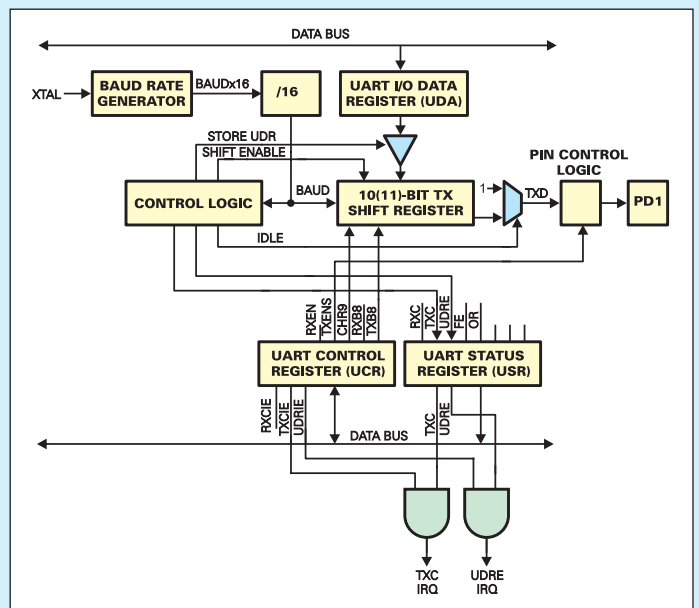 DATA BUS
XTAL
BAUD RATE
GENERATOR
BAUDx16
/16
UART I/O DATA
REGISTER (UDA)
STORE UDR
SHIFT ENABLE
PIN CONTROL
LOGIC
CONTROL LOGIC
BAUD
10(11)-BIT TX
SHIFT REGISTER
1
TXD
PD1
IDLE
RXEN
TXENS
CHR9
RXB8
TXB8
RXC
TXC
UDRE
FE
OR
UART CONTROL
REGISTER (UCR)
UART STATUS
REGISTER (USR)
RXCIE
TXCIE
UDRIE
TXC
UDRE
DATA BUS
TXC
IRQ
UDRE
IRQ